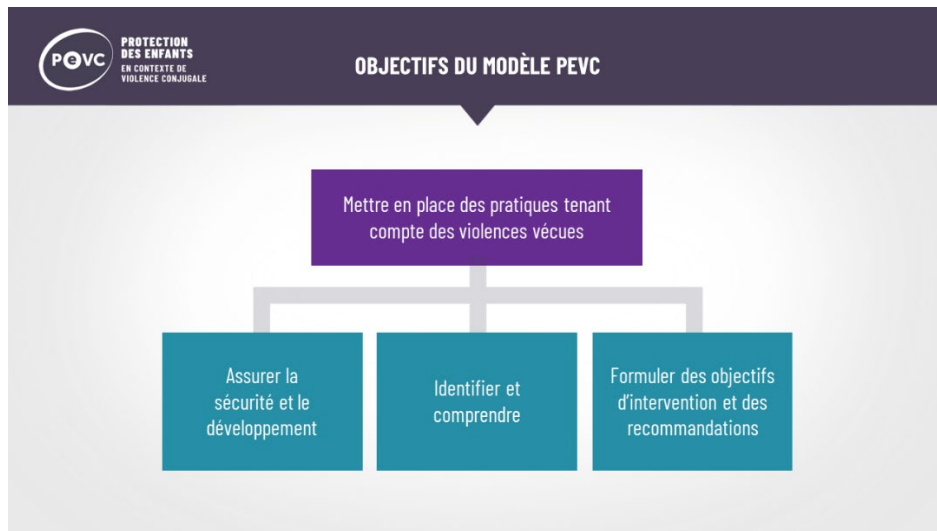 PEVC
PROTECTION
DES ENFANTS
EN CONTEXTE DE
VIOLENCE CONJUGALE
OBJECTIFS DU MODÈLE PEVC
Mettre en place des pratiques tenant
compte des violences vécues
Assurer la
sécurité et le
développement
Identifier et
comprendre
Formuler des objectifs
d'intervention et des
recommandations